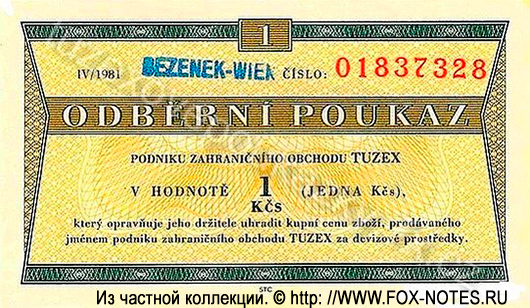 1
IV/1981 BEZENEK-WIEN ČÍSLO: 01837328
ODBĚRNÍ POUKAZ
PODNIKU ZAHRANIČNÍHO OBCHODU TUZEX
V HODNOTĚ 1 (JEDNA Kčs),
Kčs
který opravňuje jeho držitele uhradit kupní cenu zboží, prodávaného
jménem podniku zahraničního obchodu TUZEX za devizové prostředky.
STC
Из частной коллекции. © http: //WWW.FOX-NOTES.RU